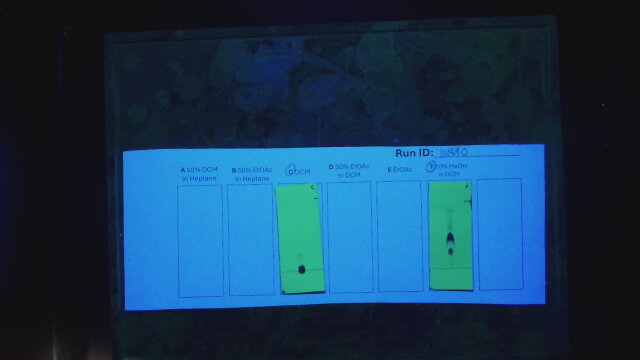 Run ID:
A 50% DCM
in Heptane
B 50% EtOAc
in Heptane
C DCM
D 50% EtOAc
in DCM
E EtOAc
F 10% MeOH
in DCM